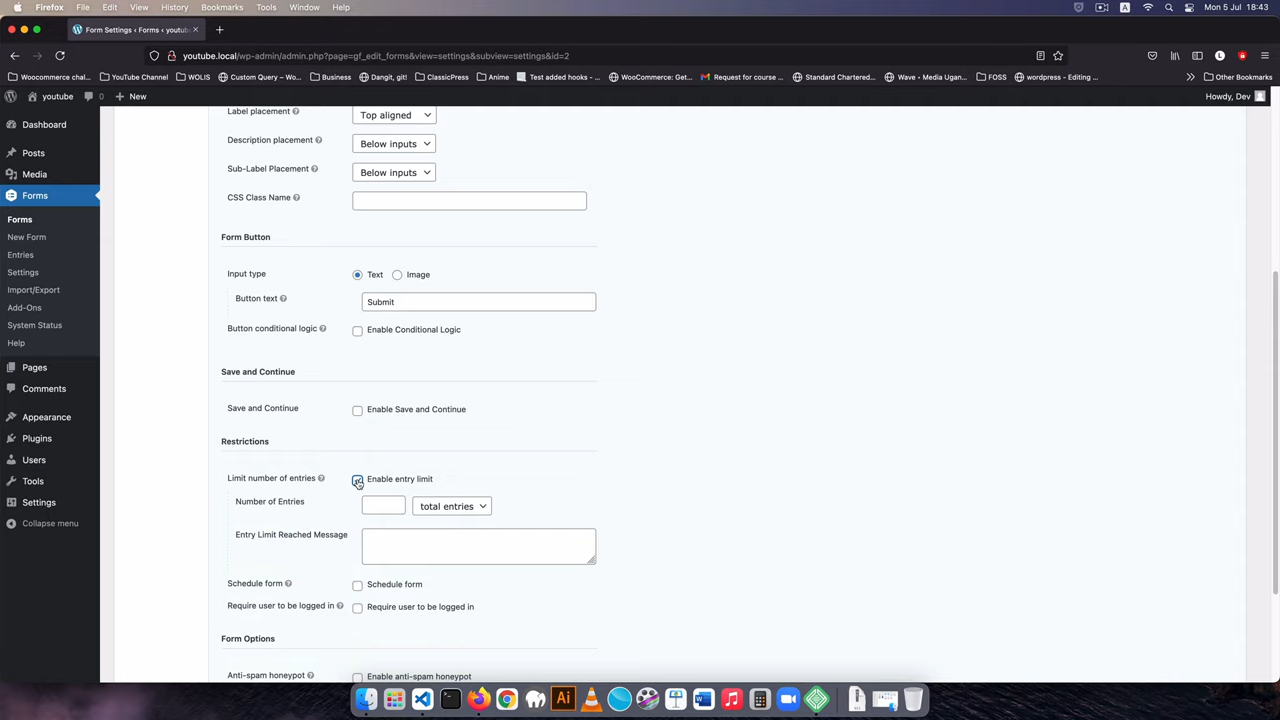 Firefox File Edit View History Bookmarks Tools Window Help Mon 5 Jul 18:43
Form Settings ‹ Forms ‹ youtub
youtube.local/wp-admin/admin.php?page=gf_edit_forms&view=settings&subview=settings&id=2
Woocommerce chal... YouTube Channel WOLIS Custom Query – Wo... Business Dangit, git! ClassicPress Anime Test added hooks - ... WooCommerce: Get... Request for course ... Standard Chartered... Wave • Media Ugan... FOSS wordpress - Editing ... Other Bookmarks
youtube 0 New Howdy, Dev
Dashboard
Posts
Media
Forms
Forms
New Form
Entries
Settings
Import/Export
Add-Ons
System Status
Help
Pages
Comments
Appearance
Plugins
Users
Tools
Settings
Collapse menu
Label placement Top aligned
Description placement Below inputs
Sub-Label Placement Below inputs
CSS Class Name
Form Button
Input type Text Image
Button text Submit
Button conditional logic Enable Conditional Logic
Save and Continue
Save and Continue Enable Save and Continue
Restrictions
Limit number of entries Enable entry limit
Number of Entries total entries
Entry Limit Reached Message
Schedule form Schedule form
Require user to be logged in Require user to be logged in
Form Options
Anti-spam honeypot Enable anti-spam honeypot
Ai